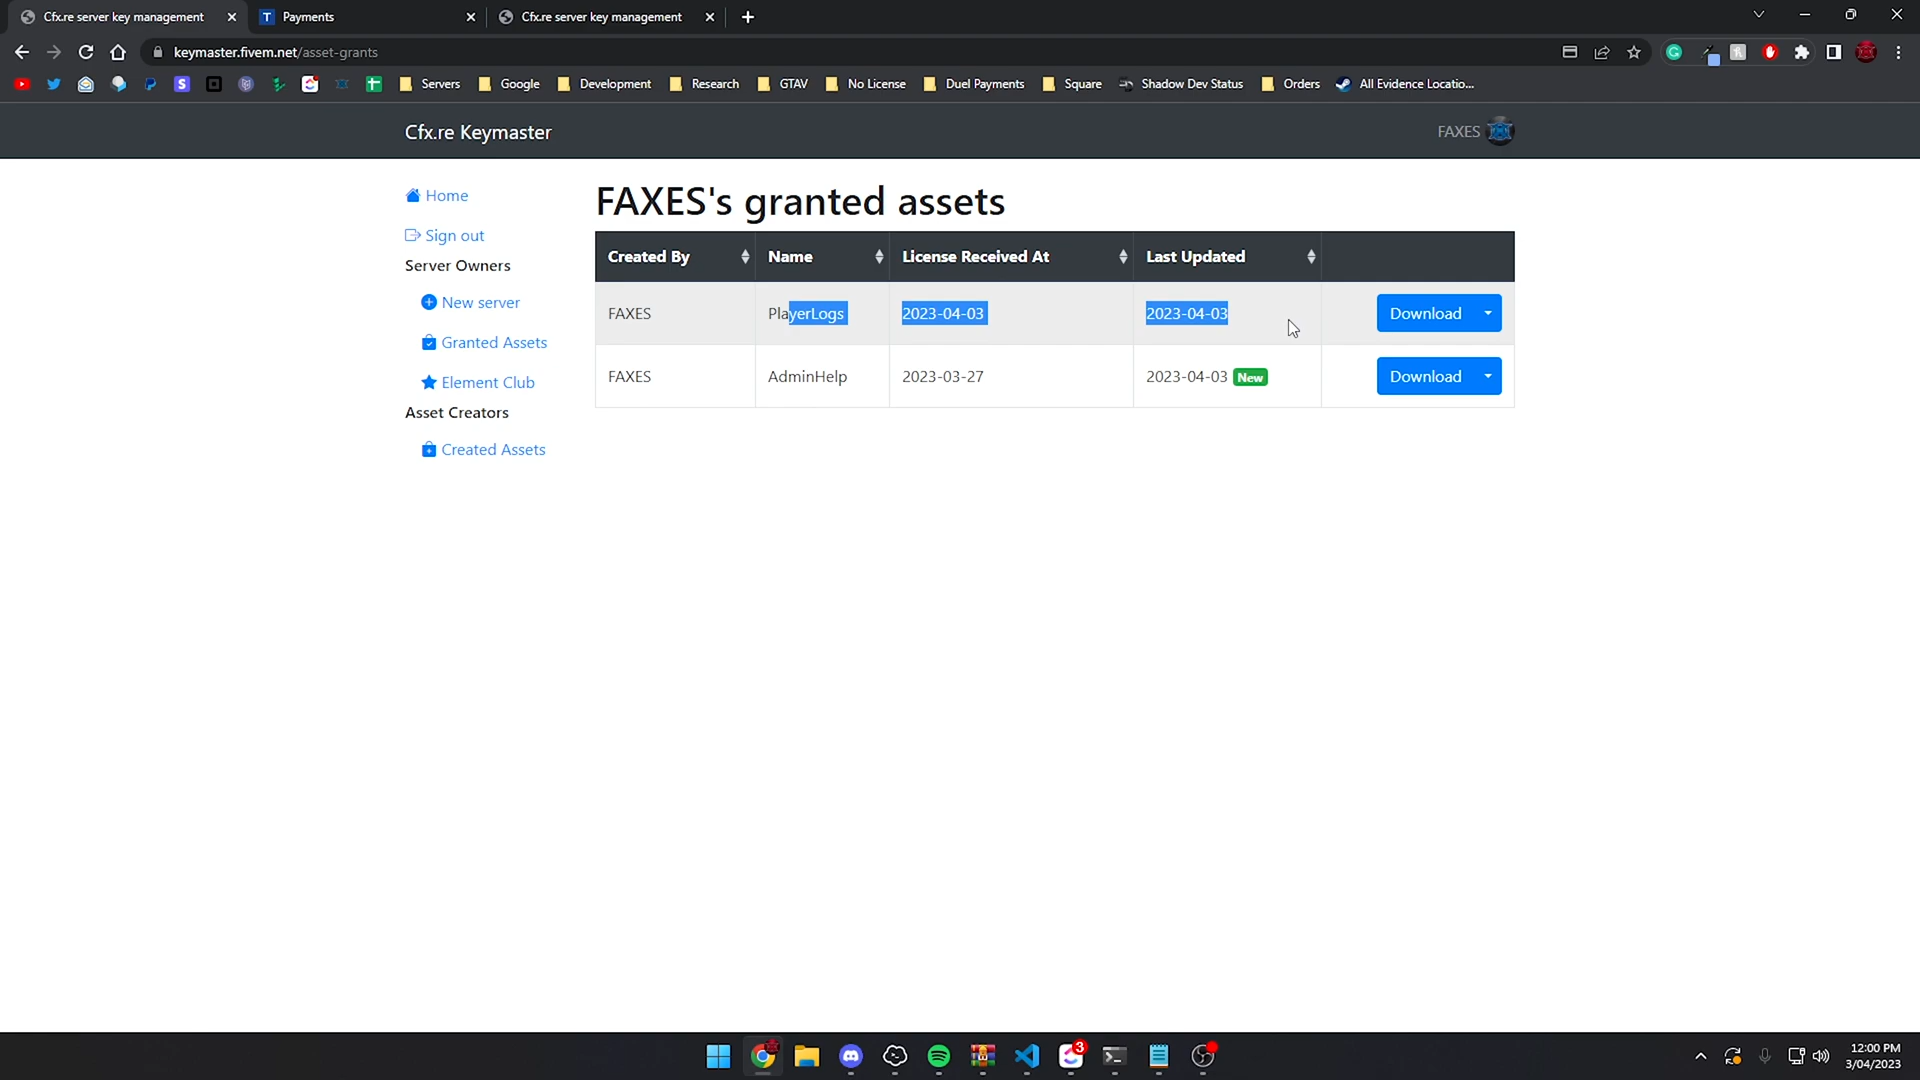 Cfx.re server key management
Payments
Cfx.re server key management
keymaster.fivem.net/asset-grants
Servers Google Development Research GTAV No License Duel Payments Square Shadow Dev Status Orders All Evidence Locatio...
Cfx.re Keymaster
FAXES
Home
Sign out
Server Owners
New server
Granted Assets
Element Club
Asset Creators
Created Assets
FAXES's granted assets
Created By Name License Received At Last Updated
FAXES PlayerLogs 2023-04-03 2023-04-03 Download
FAXES AdminHelp 2023-03-27 2023-04-03 New Download
3
12:00 PM
3/04/2023